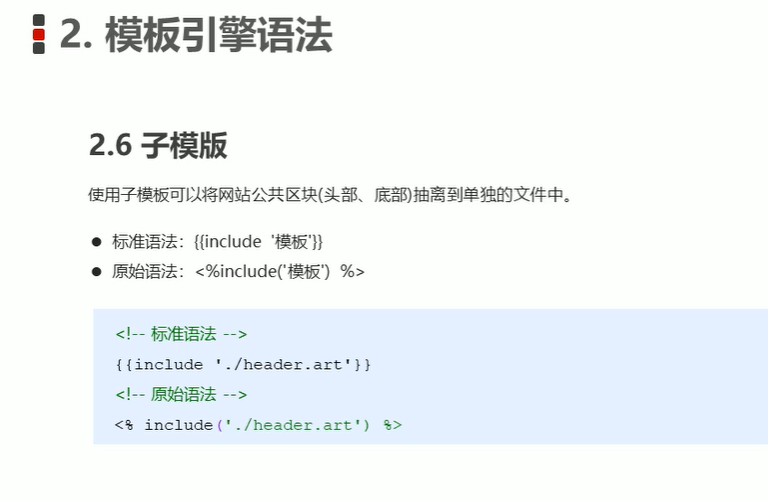 2. 模板引擎语法
2.6 子模版
使用子模板可以将网站公共区块(头部、底部)抽离到单独的文件中。
● 标准语法：{{include '模板'}}
● 原始语法：<%include('模板') %>
<!-- 标准语法 -->
{{include './header.art'}}
<!-- 原始语法 -->
<% include('./header.art') %>